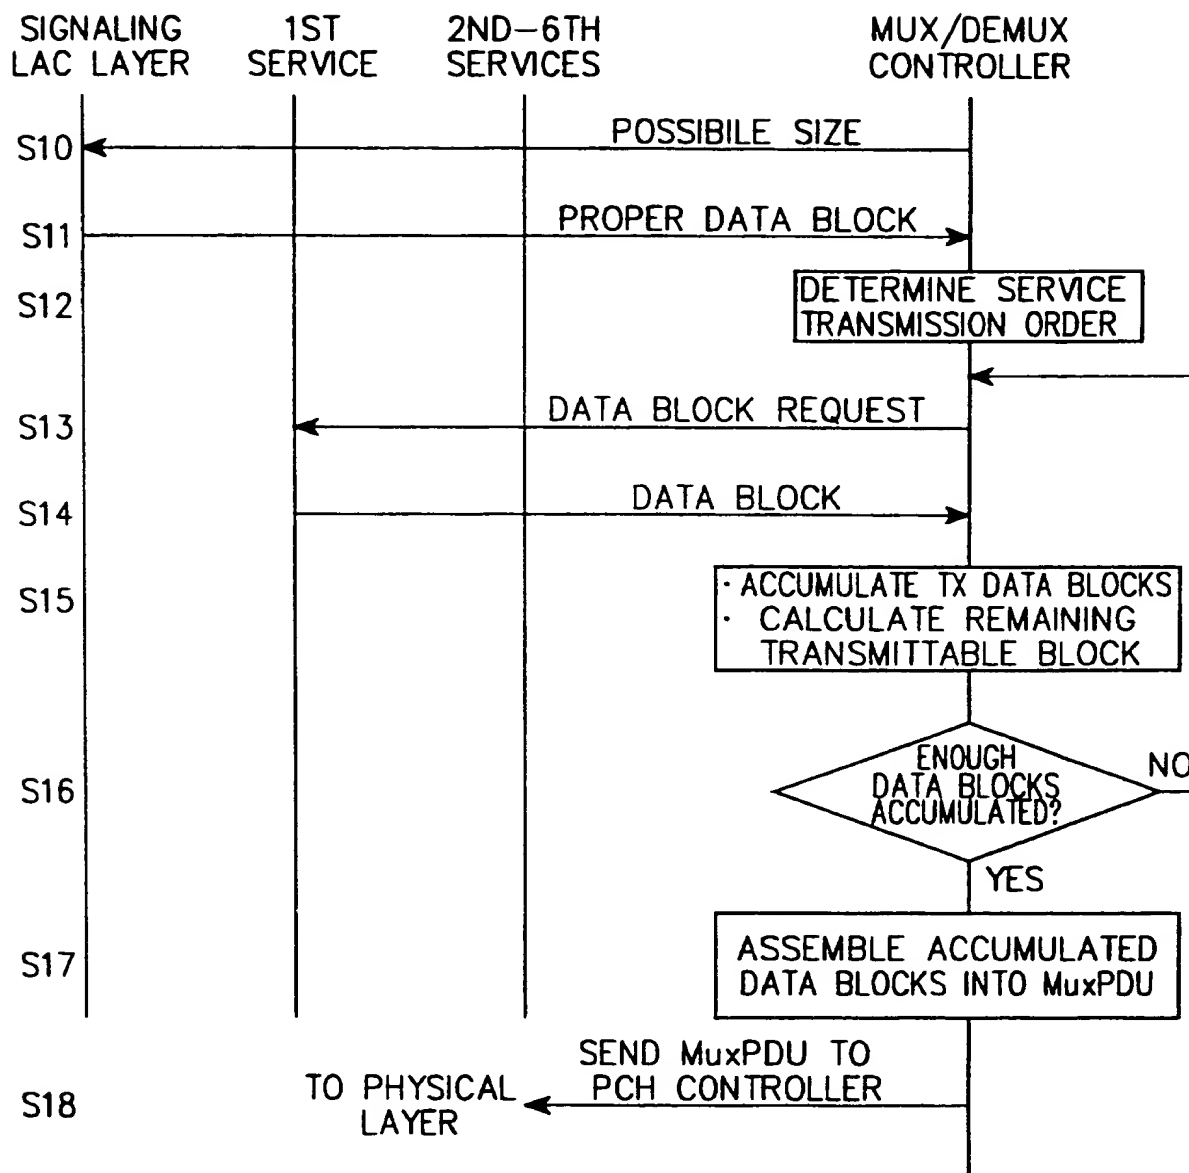 SIGNALING
LAC LAYER
1ST
SERVICE
2ND-6TH
SERVICES
MUX/DEMUX
CONTROLLER
S10
POSSIBILE SIZE
S11
PROPER DATA BLOCK
S12
DETERMINE SERVICE
TRANSMISSION ORDER
S13
DATA BLOCK REQUEST
S14
DATA BLOCK
S15
· ACCUMULATE TX DATA BLOCKS
· CALCULATE REMAINING
TRANSMITTABLE BLOCK
S16
ENOUGH
DATA BLOCKS
ACCUMULATED?
NO
YES
S17
ASSEMBLE ACCUMULATED
DATA BLOCKS INTO MuxPDU
S18
TO PHYSICAL
LAYER
SEND MuxPDU TO
PCH CONTROLLER